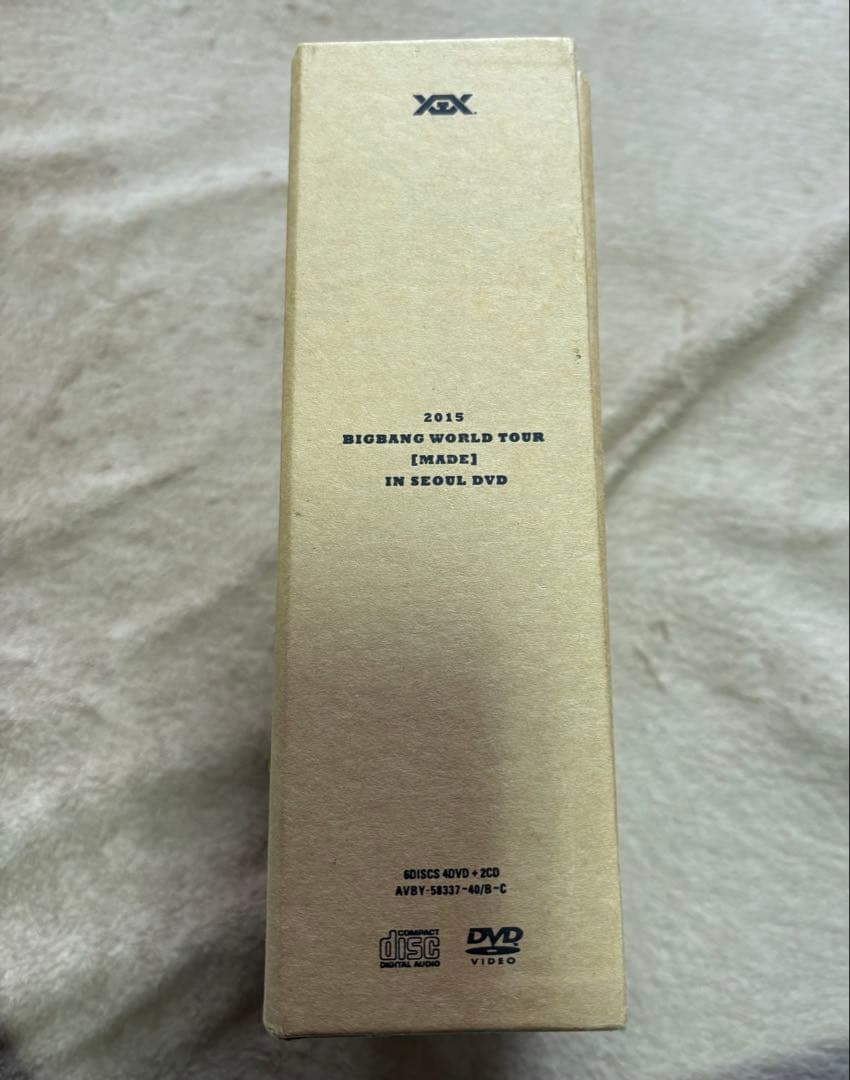 2015
BIGBANG WORLD TOUR
[MADE]
IN SEOUL DVD
6DISCS 4DVD + 2CD
AVBY-58337~40/B~C
COMPACT
disc
DIGITAL AUDIO
DVD
VIDEO